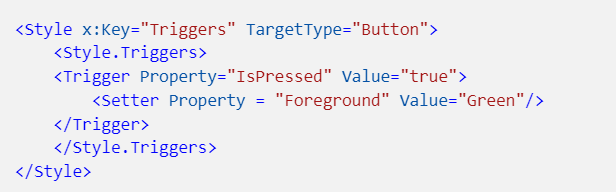 <Style x:Key="Triggers" TargetType="Button">
    <Style.Triggers>
    <Trigger Property="IsPressed" Value="true">
        <Setter Property = "Foreground" Value="Green"/>
    </Trigger>
    </Style.Triggers>
</Style>